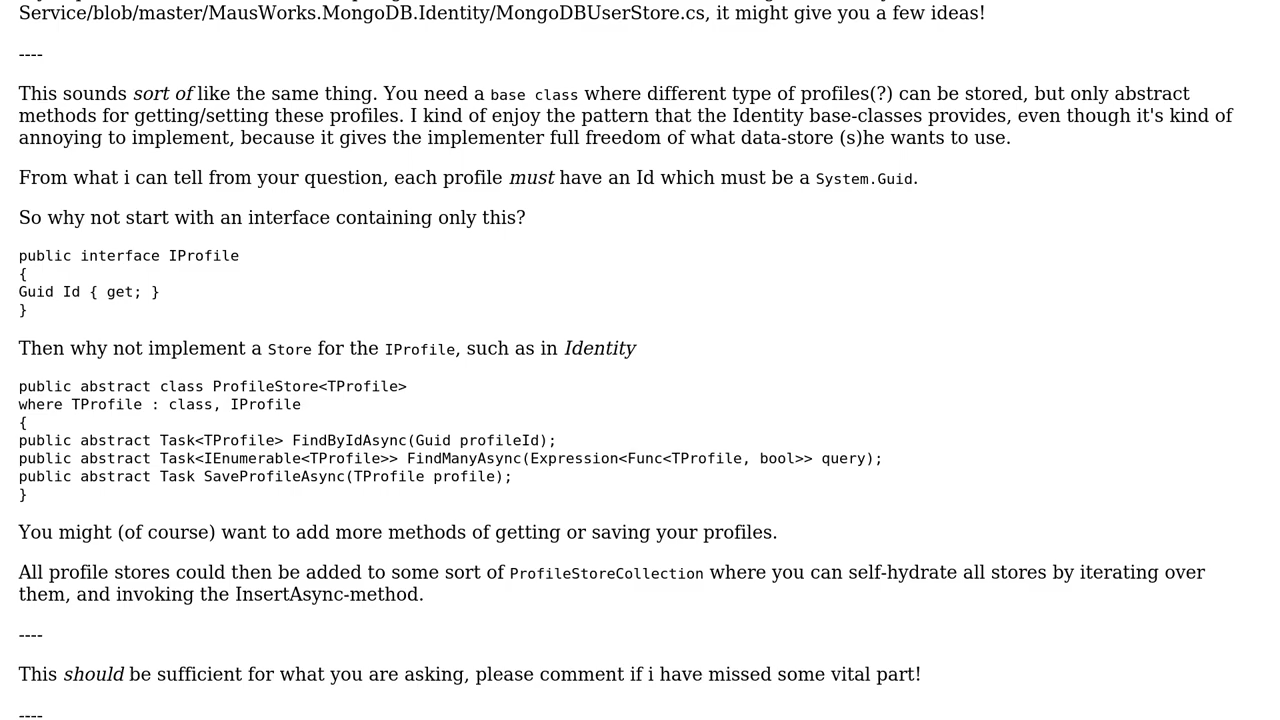 Service/blob/master/MausWorks.MongoDB.Identity/MongoDBUserStore.cs, it might give you a few ideas!
----
This sounds sort of like the same thing. You need a base class where different type of profiles(?) can be stored, but only abstract
methods for getting/setting these profiles. I kind of enjoy the pattern that the Identity base-classes provides, even though it's kind of
annoying to implement, because it gives the implementer full freedom of what data-store (s)he wants to use.
From what i can tell from your question, each profile must have an Id which must be a System.Guid.
So why not start with an interface containing only this?
public interface IProfile
{
Guid Id { get; }
}
Then why not implement a Store for the IProfile, such as in Identity
public abstract class ProfileStore<TProfile>
where TProfile : class, IProfile
{
public abstract Task<TProfile> FindByIdAsync(Guid profileId);
public abstract Task<IEnumerable<TProfile>> FindManyAsync(Expression<Func<TProfile, bool>> query);
public abstract Task SaveProfileAsync(TProfile profile);
}
You might (of course) want to add more methods of getting or saving your profiles.
All profile stores could then be added to some sort of ProfileStoreCollection where you can self-hydrate all stores by iterating over
them, and invoking the InsertAsync-method.
----
This should be sufficient for what you are asking, please comment if i have missed some vital part!
----